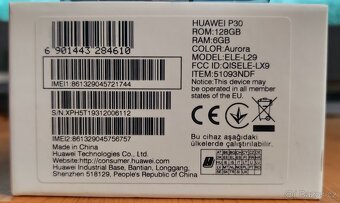 HUAWEI P30
ROM:128GB
RAM:6GB
COLOR:Aurora
MODEL:ELE-L29
FCC ID:QISELE-LX9
ITEM:51093NDF
6 901443 284610
IMEI1:861329045721744
S/N:XPH5T19312006112
IMEI2:861329045756757
Made in China
Huawei Technologies Co., Ltd.
Website:http://consumer.huawei.com
Huawei Industrial Base, Bantian, Longgang,
Shenzhen 518129, People's Republic of China
Notice: This device may
be operated in all member
states of the EU.
Bu cihaz aşağıdaki
ülkelerde çalışmaktadır